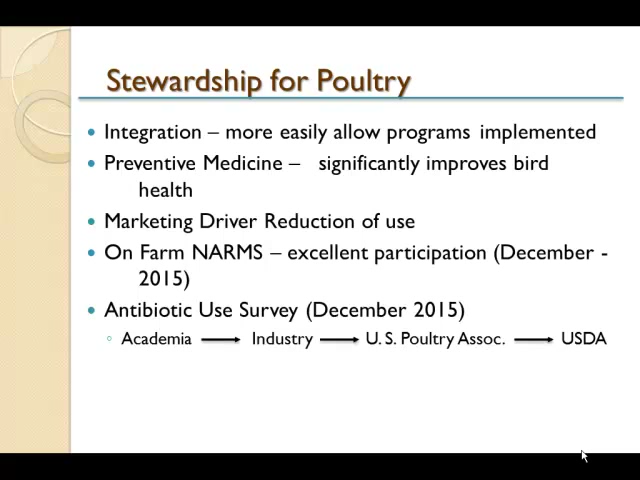 Stewardship for Poultry
Integration – more easily allow programs implemented
Preventive Medicine – significantly improves bird
health
Marketing Driver Reduction of use
On Farm NARMS – excellent participation (December -
2015)
Antibiotic Use Survey (December 2015)
Academia → Industry → U. S. Poultry Assoc. → USDA